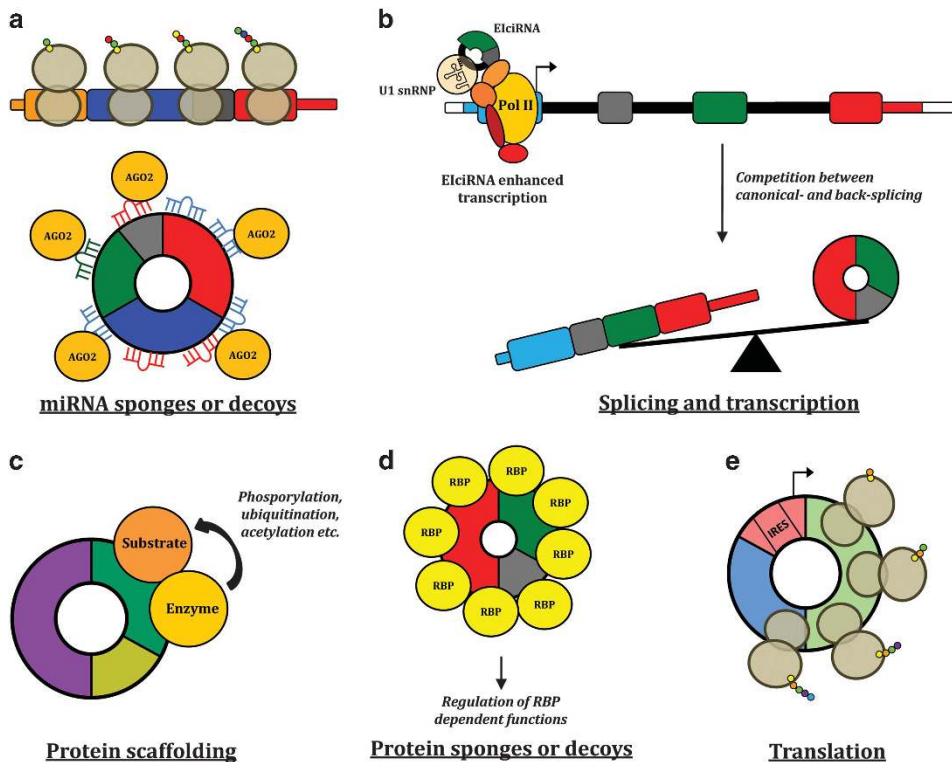 a
AGO2
AGO2
AGO2
AGO2
AGO2
miRNA sponges or decoys
b
EIciRNA
U1 snRNP
Pol II
EIciRNA enhanced
transcription
Competition between
canonical- and back-splicing
Splicing and transcription
c
Phosporylation,
ubiquitination,
acetylation etc.
Substrate
Enzyme
Protein scaffolding
d
RBP
RBP
RBP
RBP
RBP
RBP
RBP
RBP
RBP
Regulation of RBP
dependent functions
Protein sponges or decoys
e
IRES
Translation